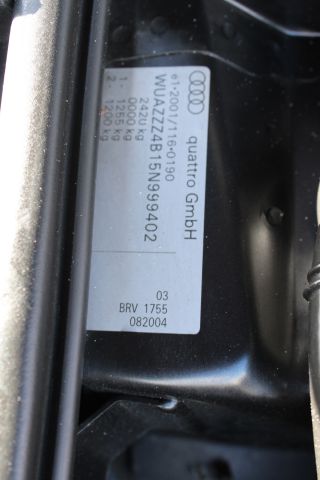 quattro GmbH
e1*2001/116*0190
WUAZZZ4B15N999402
2420 kg
0000 kg
1- 1255 kg
2- 1200 kg
03
BRV 1755
082004